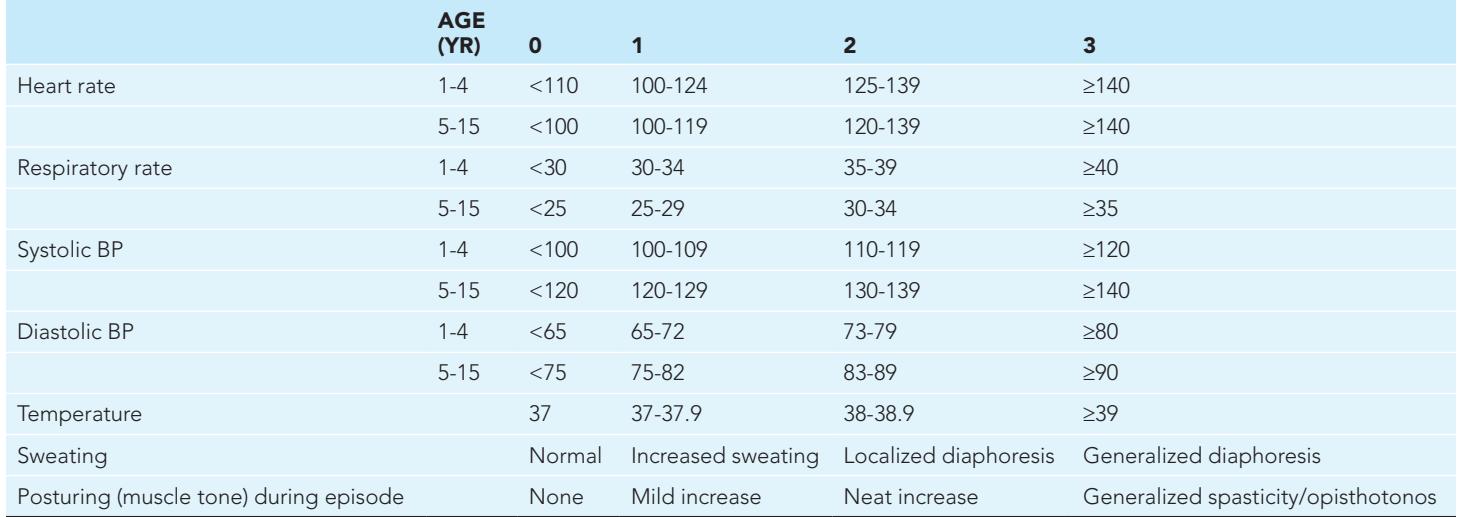 AGE
(YR) 0 1 2 3
Heart rate 1-4 <110 100-124 125-139 ≥140
5-15 <100 100-119 120-139 ≥140
Respiratory rate 1-4 <30 30-34 35-39 ≥40
5-15 <25 25-29 30-34 ≥35
Systolic BP 1-4 <100 100-109 110-119 ≥120
5-15 <120 120-129 130-139 ≥140
Diastolic BP 1-4 <65 65-72 73-79 ≥80
5-15 <75 75-82 83-89 ≥90
Temperature 37 37-37.9 38-38.9 ≥39
Sweating Normal Increased sweating Localized diaphoresis Generalized diaphoresis
Posturing (muscle tone) during episode None Mild increase Neat increase Generalized spasticity/opisthotonos